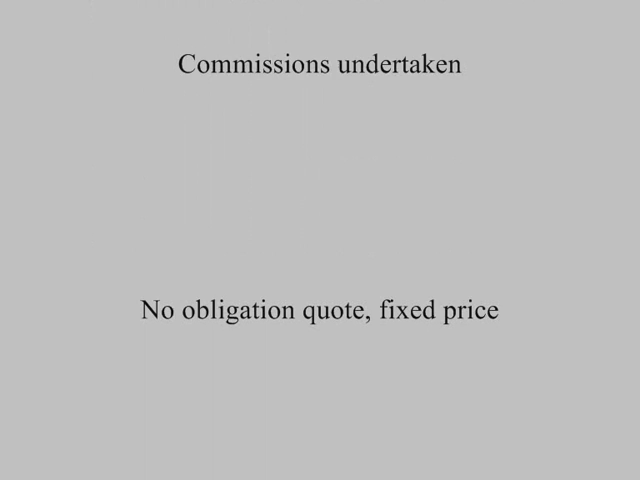 Commissions undertaken
No obligation quote, fixed price